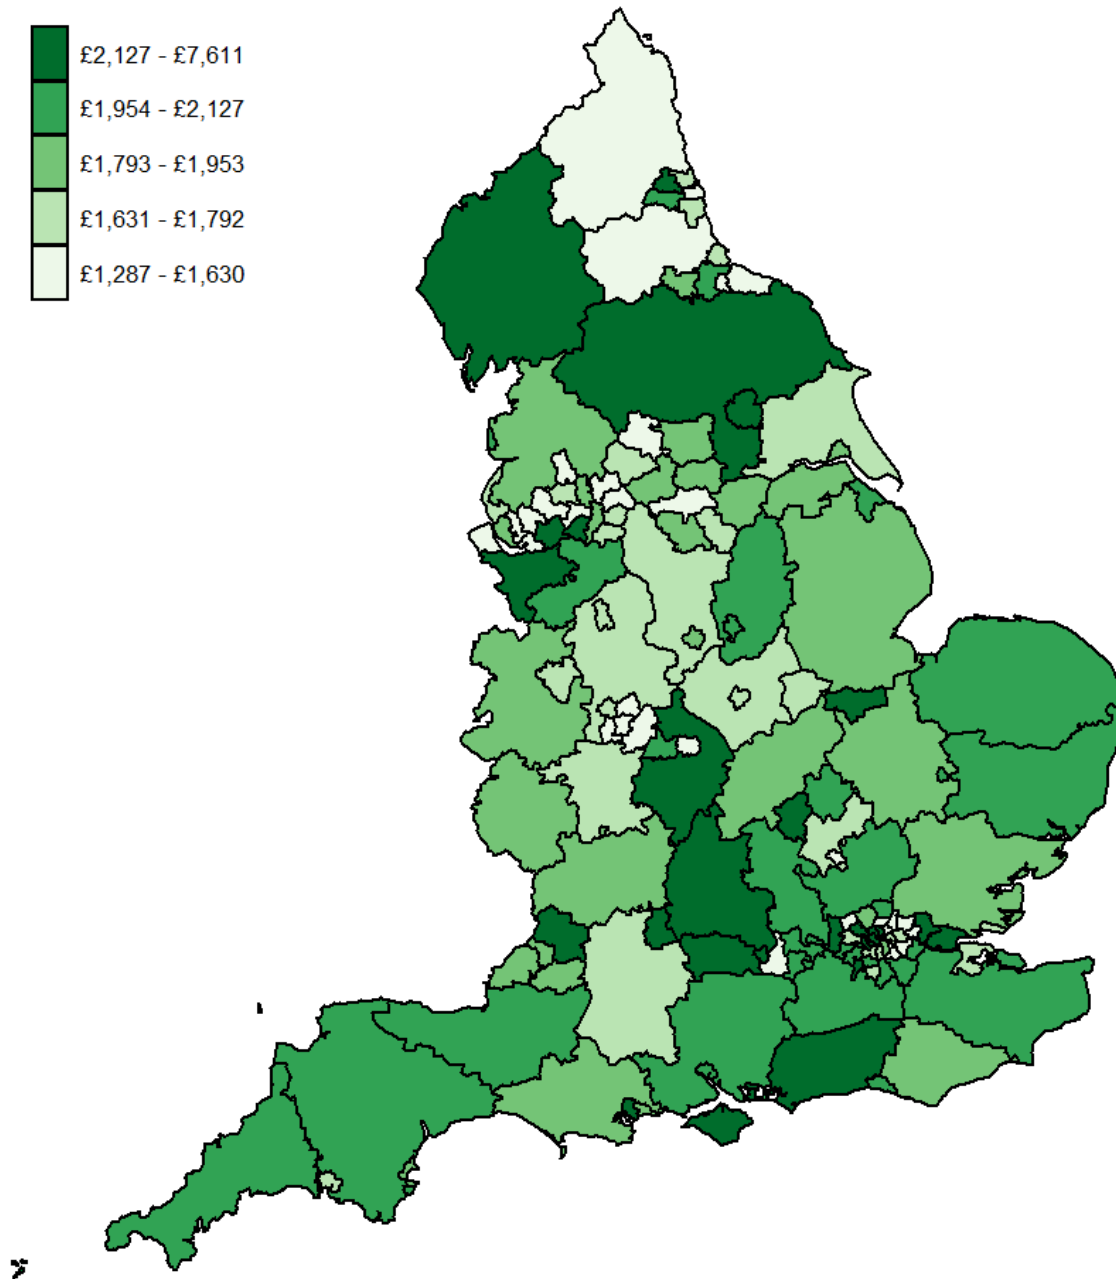 £2,127 - £7,611
£1,954 - £2,127
£1,793 - £1,953
£1,631 - £1,792
£1,287 - £1,630